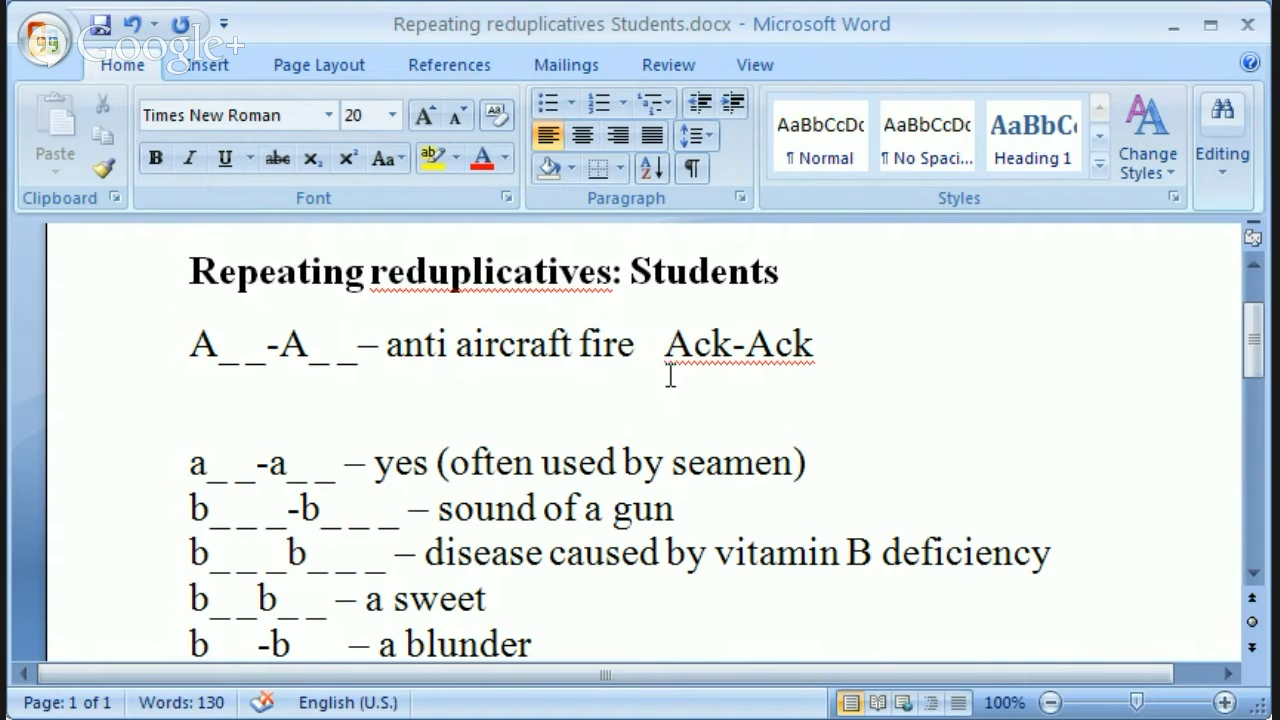 Repeating reduplicatives Students.docx - Microsoft Word
Google+
Home Insert Page Layout References Mailings Review View
Times New Roman 20
Paste
AaBbCcDc AaBbCcDc AaBbC
¶ Normal ¶ No Spaci... Heading 1
Change Styles
Editing
Clipboard Font Paragraph Styles
Repeating reduplicatives: Students
A_ _-A_ _– anti aircraft fire Ack-Ack
a_ _-a_ _ – yes (often used by seamen)
b_ _ _-b_ _ _ – sound of a gun
b_ _ _b_ _ _ – disease caused by vitamin B deficiency
b_ _b_ _ – a sweet
b -b – a blunder
Page: 1 of 1 Words: 130 English (U.S.) 100%